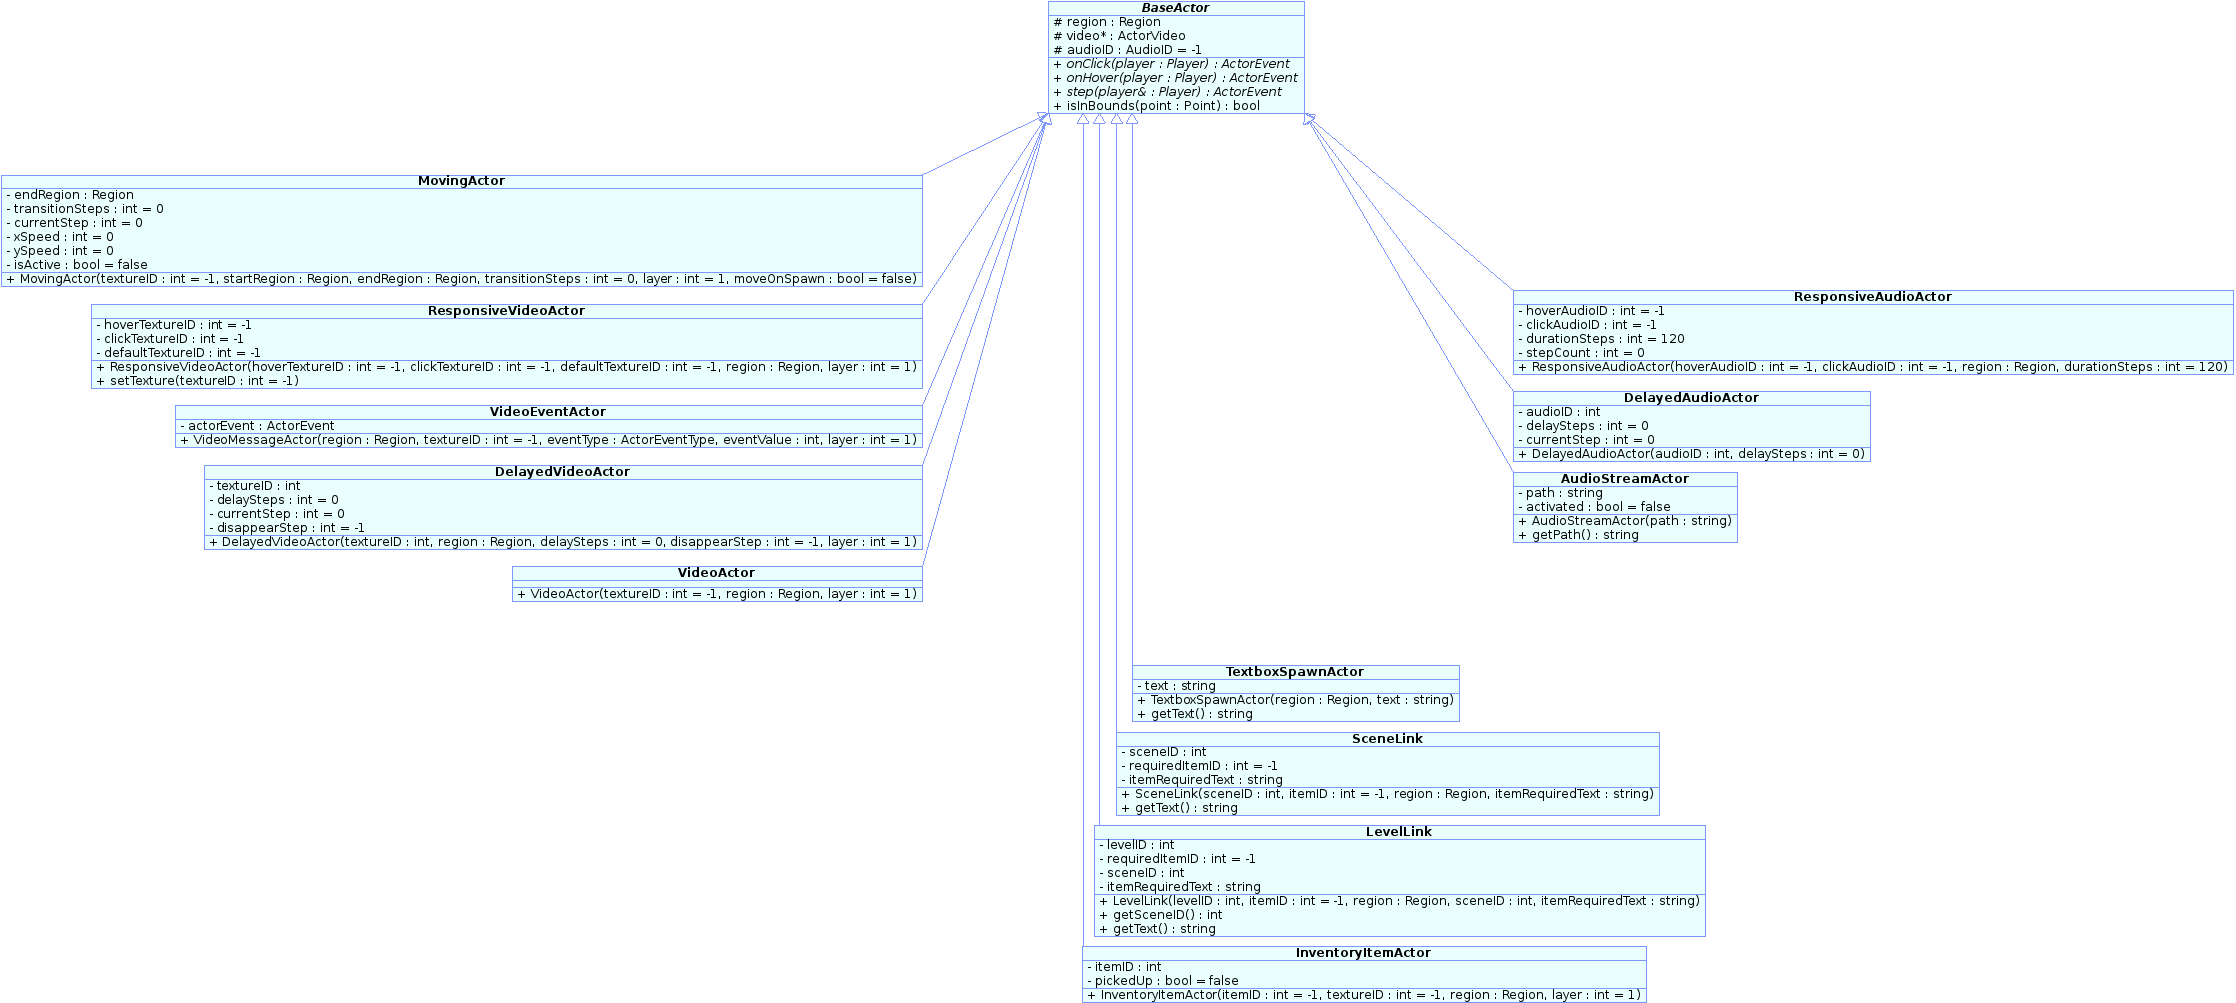 BaseActor
# region : Region
# video* : ActorVideo
# audioID : AudioID = -1
+ onClick(player : Player) : ActorEvent
+ onHover(player : Player) : ActorEvent
+ step(player& : Player) : ActorEvent
+ isInBounds(point : Point) : bool
MovingActor
- endRegion : Region
- transitionSteps : int = 0
- currentStep : int = 0
- xSpeed : int = 0
- ySpeed : int = 0
- isActive : bool = false
+ MovingActor(textureID : int = -1, startRegion : Region, endRegion : Region, transitionSteps : int = 0, layer : int = 1, moveOnSpawn : bool = false)
ResponsiveVideoActor
- hoverTextureID : int = -1
- clickTextureID : int = -1
- defaultTextureID : int = -1
+ ResponsiveVideoActor(hoverTextureID : int = -1, clickTextureID : int = -1, defaultTextureID : int = -1, region : Region, layer : int = 1)
+ setTexture(textureID : int = -1)
VideoEventActor
- actorEvent : ActorEvent
+ VideoMessageActor(region : Region, textureID : int = -1, eventType : ActorEventType, eventValue : int, layer : int = 1)
DelayedVideoActor
- textureID : int
- delaySteps : int = 0
- currentStep : int = 0
- disappearStep : int = -1
+ DelayedVideoActor(textureID : int, region : Region, delaySteps : int = 0, disappearStep : int = -1, layer : int = 1)
VideoActor
+ VideoActor(textureID : int = -1, region : Region, layer : int = 1)
ResponsiveAudioActor
- hoverAudioID : int = -1
- clickAudioID : int = -1
- durationSteps : int = 120
- stepCount : int = 0
+ ResponsiveAudioActor(hoverAudioID : int = -1, clickAudioID : int = -1, region : Region, durationSteps : int = 120)
DelayedAudioActor
- audioID : int
- delaySteps : int = 0
- currentStep : int = 0
+ DelayedAudioActor(audioID : int, delaySteps : int = 0)
AudioStreamActor
- path : string
- activated : bool = false
+ AudioStreamActor(path : string)
+ getPath() : string
TextboxSpawnActor
- text : string
+ TextboxSpawnActor(region : Region, text : string)
+ getText() : string
SceneLink
- sceneID : int
- requiredItemID : int = -1
- itemRequiredText : string
+ SceneLink(sceneID : int, itemID : int = -1, region : Region, itemRequiredText : string)
+ getText() : string
LevelLink
- levelID : int
- requiredItemID : int = -1
- sceneID : int
- itemRequiredText : string
+ LevelLink(levelID : int, itemID : int = -1, region : Region, sceneID : int, itemRequiredText : string)
+ getSceneID() : int
+ getText() : string
InventoryItemActor
- itemID : int
- pickedUp : bool = false
+ InventoryItemActor(itemID : int = -1, textureID : int = -1, region : Region, layer : int = 1)